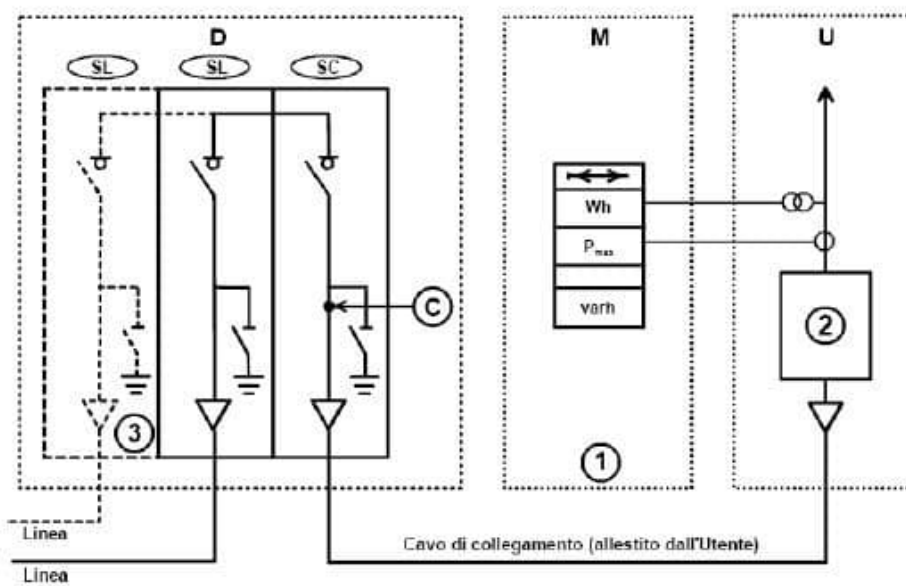 D
M
U
SL
SL
SC
Wh
Pmax
varh
C
2
3
1
Linea
Linea
Cavo di collegamento (allestito dall'Utente)